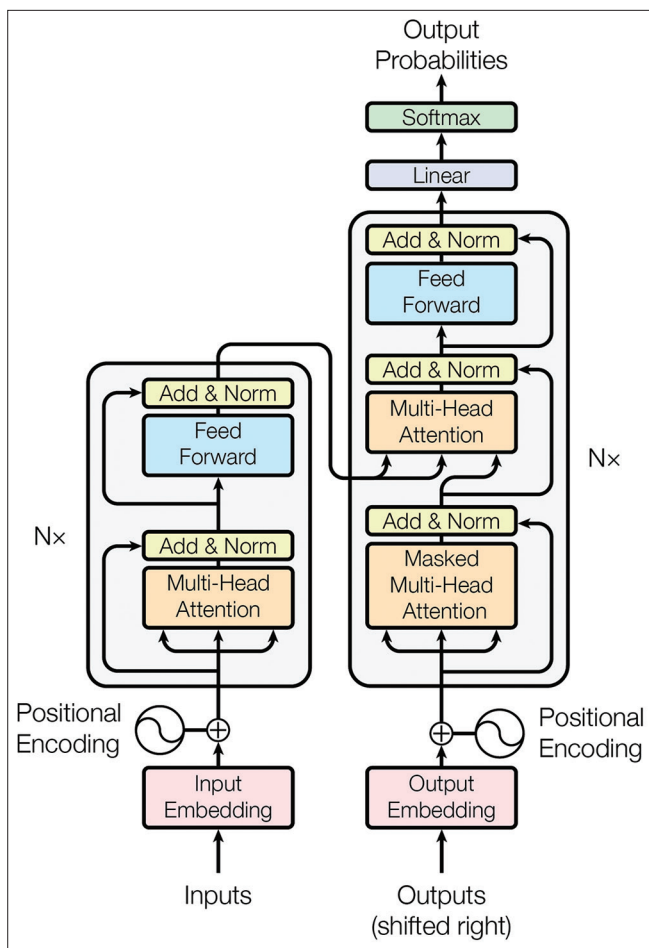 Output
Probabilities
Softmax
Linear
Add & Norm
Feed
Forward
Add & Norm
Multi-Head
Attention
Add & Norm
Feed
Forward
N×
N×
Add & Norm
Masked
Multi-Head
Attention
Add & Norm
Multi-Head
Attention
Positional
Encoding
Positional
Encoding
Input
Embedding
Output
Embedding
Inputs
Outputs
(shifted right)